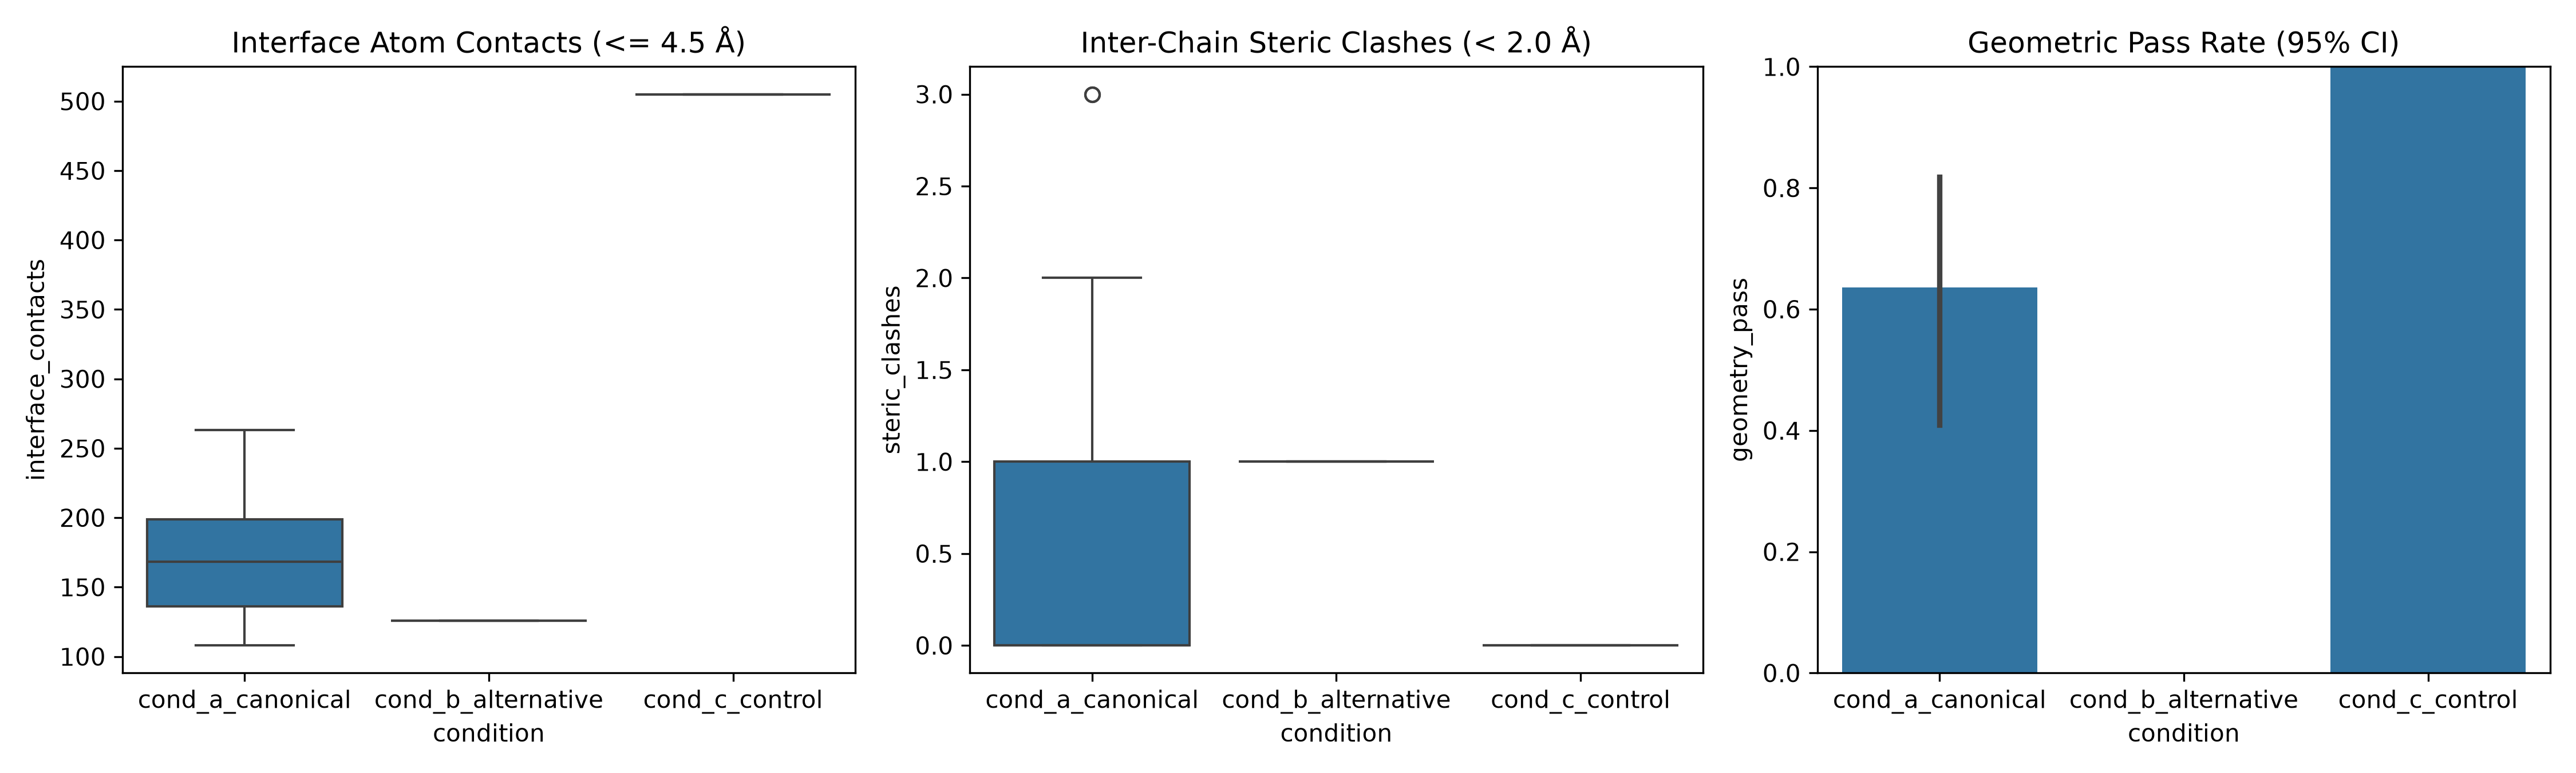 Interface Atom Contacts (<= 4.5 Å)
interface_contacts
500
450
400
350
300
250
200
150
100
cond_a_canonical
cond_b_alternative
cond_c_control
condition
Inter-Chain Steric Clashes (< 2.0 Å)
steric_clashes
3.0
2.5
2.0
1.5
1.0
0.5
0.0
cond_a_canonical
cond_b_alternative
cond_c_control
condition
Geometric Pass Rate (95% CI)
geometry_pass
1.0
0.8
0.6
0.4
0.2
0.0
cond_a_canonical
cond_b_alternative
cond_c_control
condition